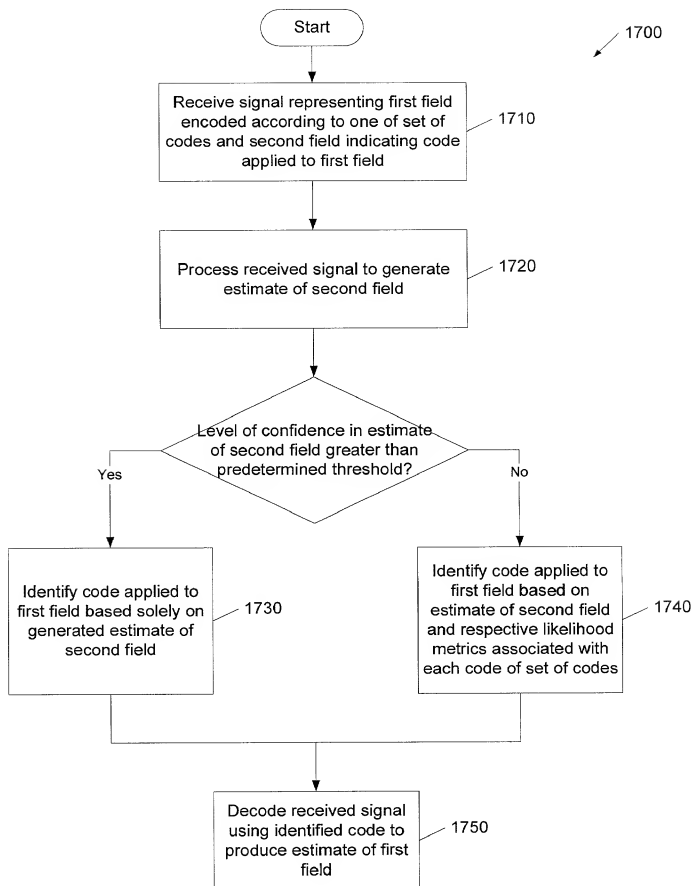 Start
1700
Receive signal representing first field
encoded according to one of set of
codes and second field indicating code
applied to first field
1710
Process received signal to generate
estimate of second field
1720
Level of confidence in estimate
of second field greater than
predetermined threshold?
Yes
No
Identify code applied to
first field based solely on
generated estimate of
second field
1730
Identify code applied to
first field based on
estimate of second field
and respective likelihood
metrics associated with
each code of set of codes
1740
Decode received signal
using identified code to
produce estimate of first
field
1750